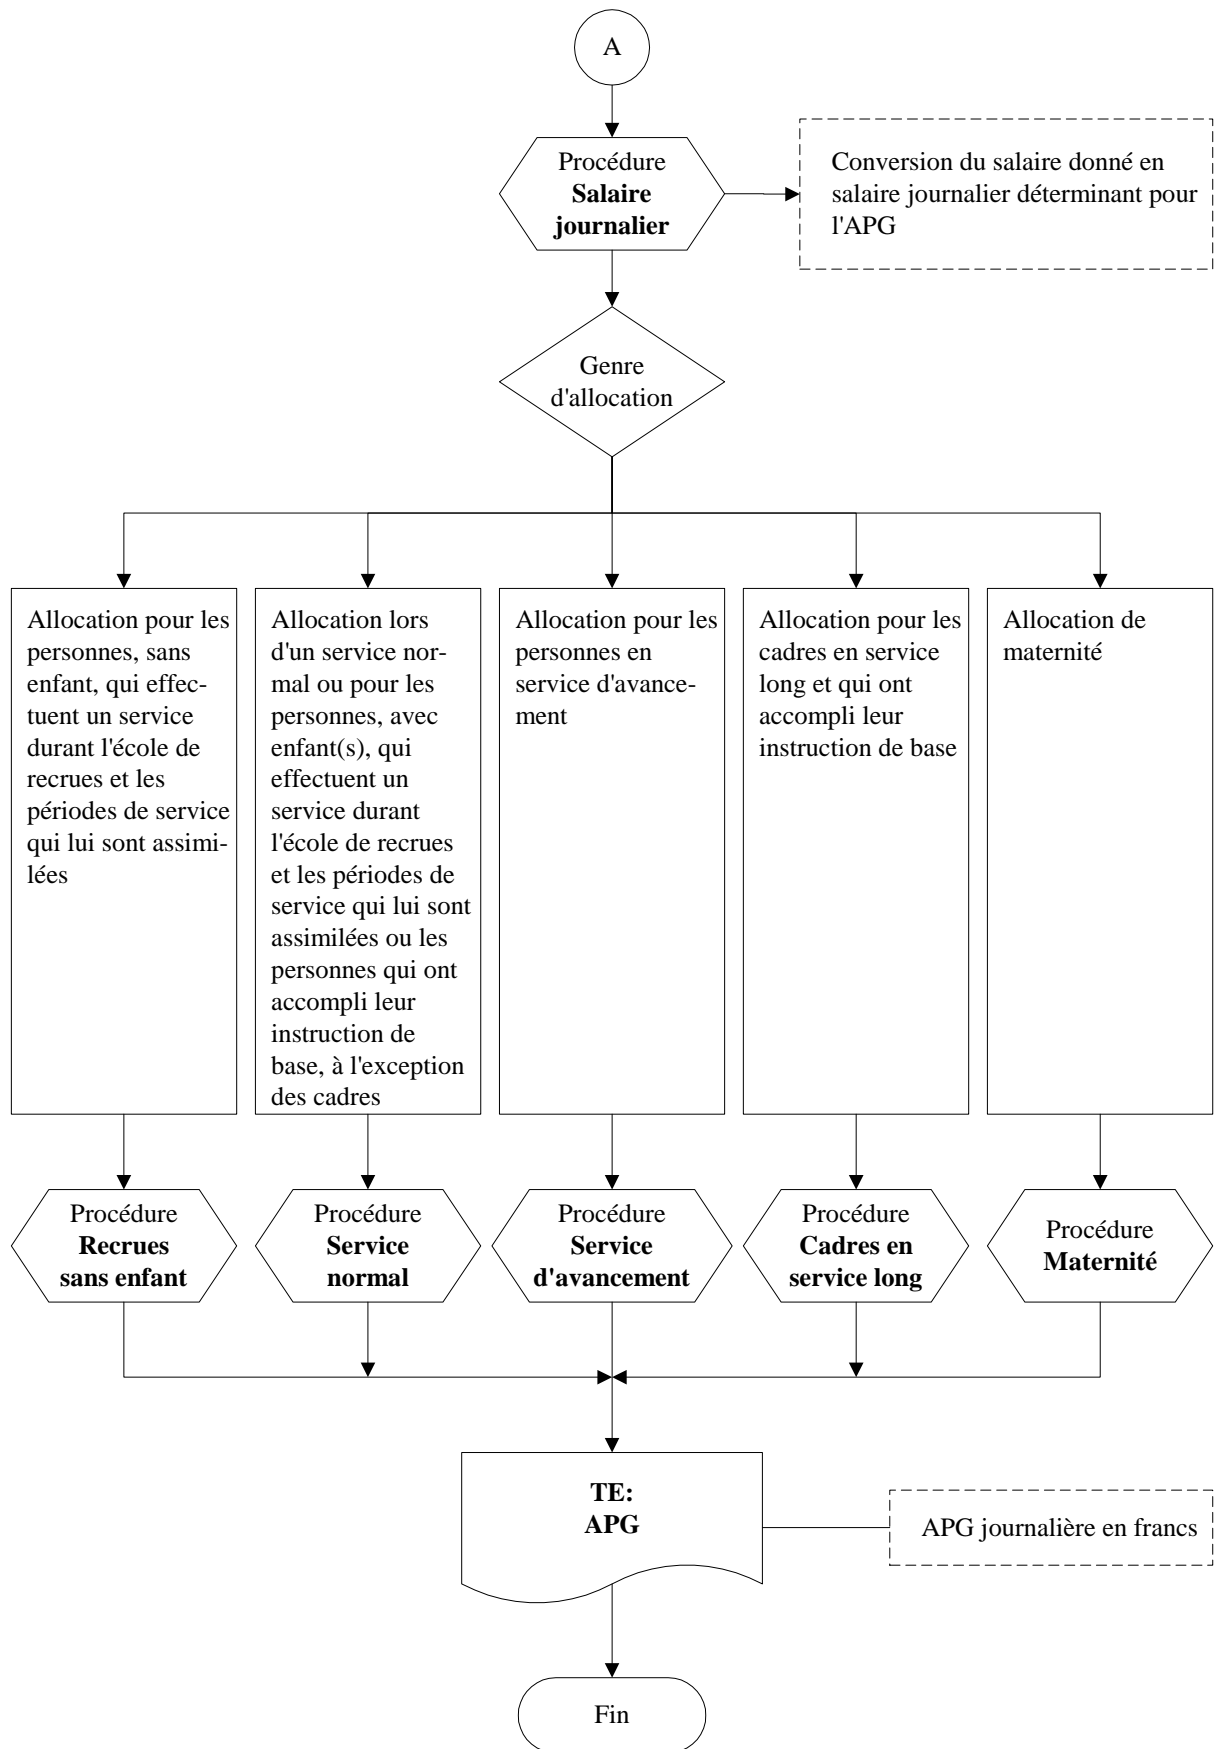 A
Procédure
Salaire
journalier
Conversion du salaire donné en
salaire journalier déterminant pour
l'APG
Genre
d'allocation
Allocation pour les
personnes, sans
enfant, qui effec-
tuent un service
durant l'école de
recrues et les
périodes de service
qui lui sont assimi-
lées
Allocation lors
d'un service nor-
mal ou pour les
personnes, avec
enfant(s), qui
effectuent un
service durant
l'école de recrues
et les périodes de
service qui lui sont
assimilées ou les
personnes qui ont
accompli leur
instruction de
base, à l'exception
des cadres
Allocation pour les
personnes en
service d'avance-
ment
Allocation pour les
cadres en service
long et qui ont
accompli leur
instruction de base
Allocation de
maternité
Procédure
Recrues
sans enfant
Procédure
Service
normal
Procédure
Service
d'avancement
Procédure
Cadres en
service long
Procédure
Maternité
TE:
APG
APG journalière en francs
Fin